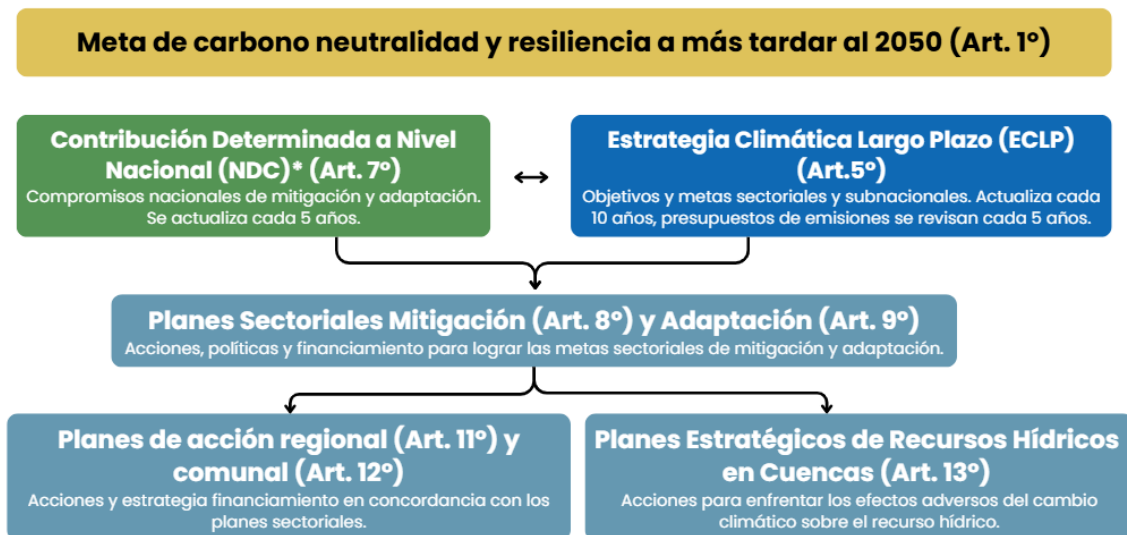 Meta de carbono neutralidad y resiliencia a más tardar al 2050 (Art. 1°)
Contribución Determinada a Nivel
Nacional (NDC)* (Art. 7°)
Compromisos nacionales de mitigación y adaptación.
Se actualiza cada 5 años.
Estrategia Climática Largo Plazo (ECLP)
(Art.5°)
Objetivos y metas sectoriales y subnacionales. Actualiza cada
10 años, presupuestos de emisiones se revisan cada 5 años.
Planes Sectoriales Mitigación (Art. 8°) y Adaptación (Art. 9°)
Acciones, políticas y financiamiento para lograr las metas sectoriales de mitigación y adaptación.
Planes de acción regional (Art. 11°) y
comunal (Art. 12°)
Acciones y estrategia financiamiento en concordancia con los
planes sectoriales.
Planes Estratégicos de Recursos Hídricos
en Cuencas (Art. 13°)
Acciones para enfrentar los efectos adversos del cambio
climático sobre el recurso hídrico.